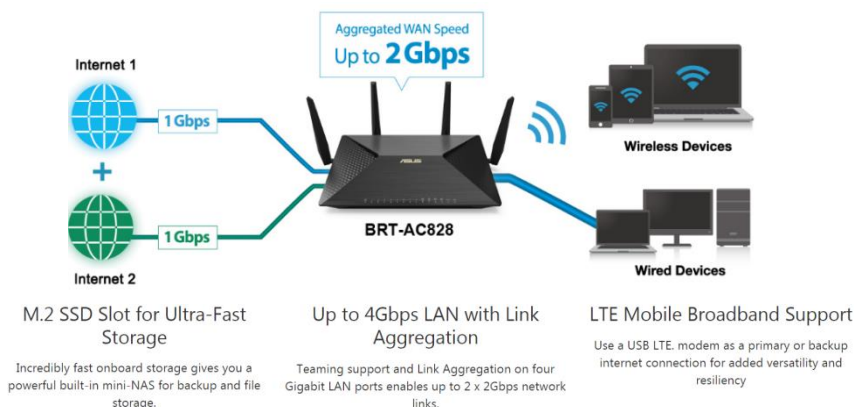 Aggregated WAN Speed
Up to 2Gbps
Internet 1
1 Gbps
+
1 Gbps
Internet 2
ASUS
BRT-AC828
Wireless Devices
Wired Devices
M.2 SSD Slot for Ultra-Fast
Storage
Incredibly fast onboard storage gives you a
powerful built-in mini-NAS for backup and file
storage.
Up to 4Gbps LAN with Link
Aggregation
Teaming support and Link Aggregation on four
Gigabit LAN ports enables up to 2 x 2Gbps network
links.
LTE Mobile Broadband Support
Use a USB LTE. modem as a primary or backup
internet connection for added versatility and
resiliency